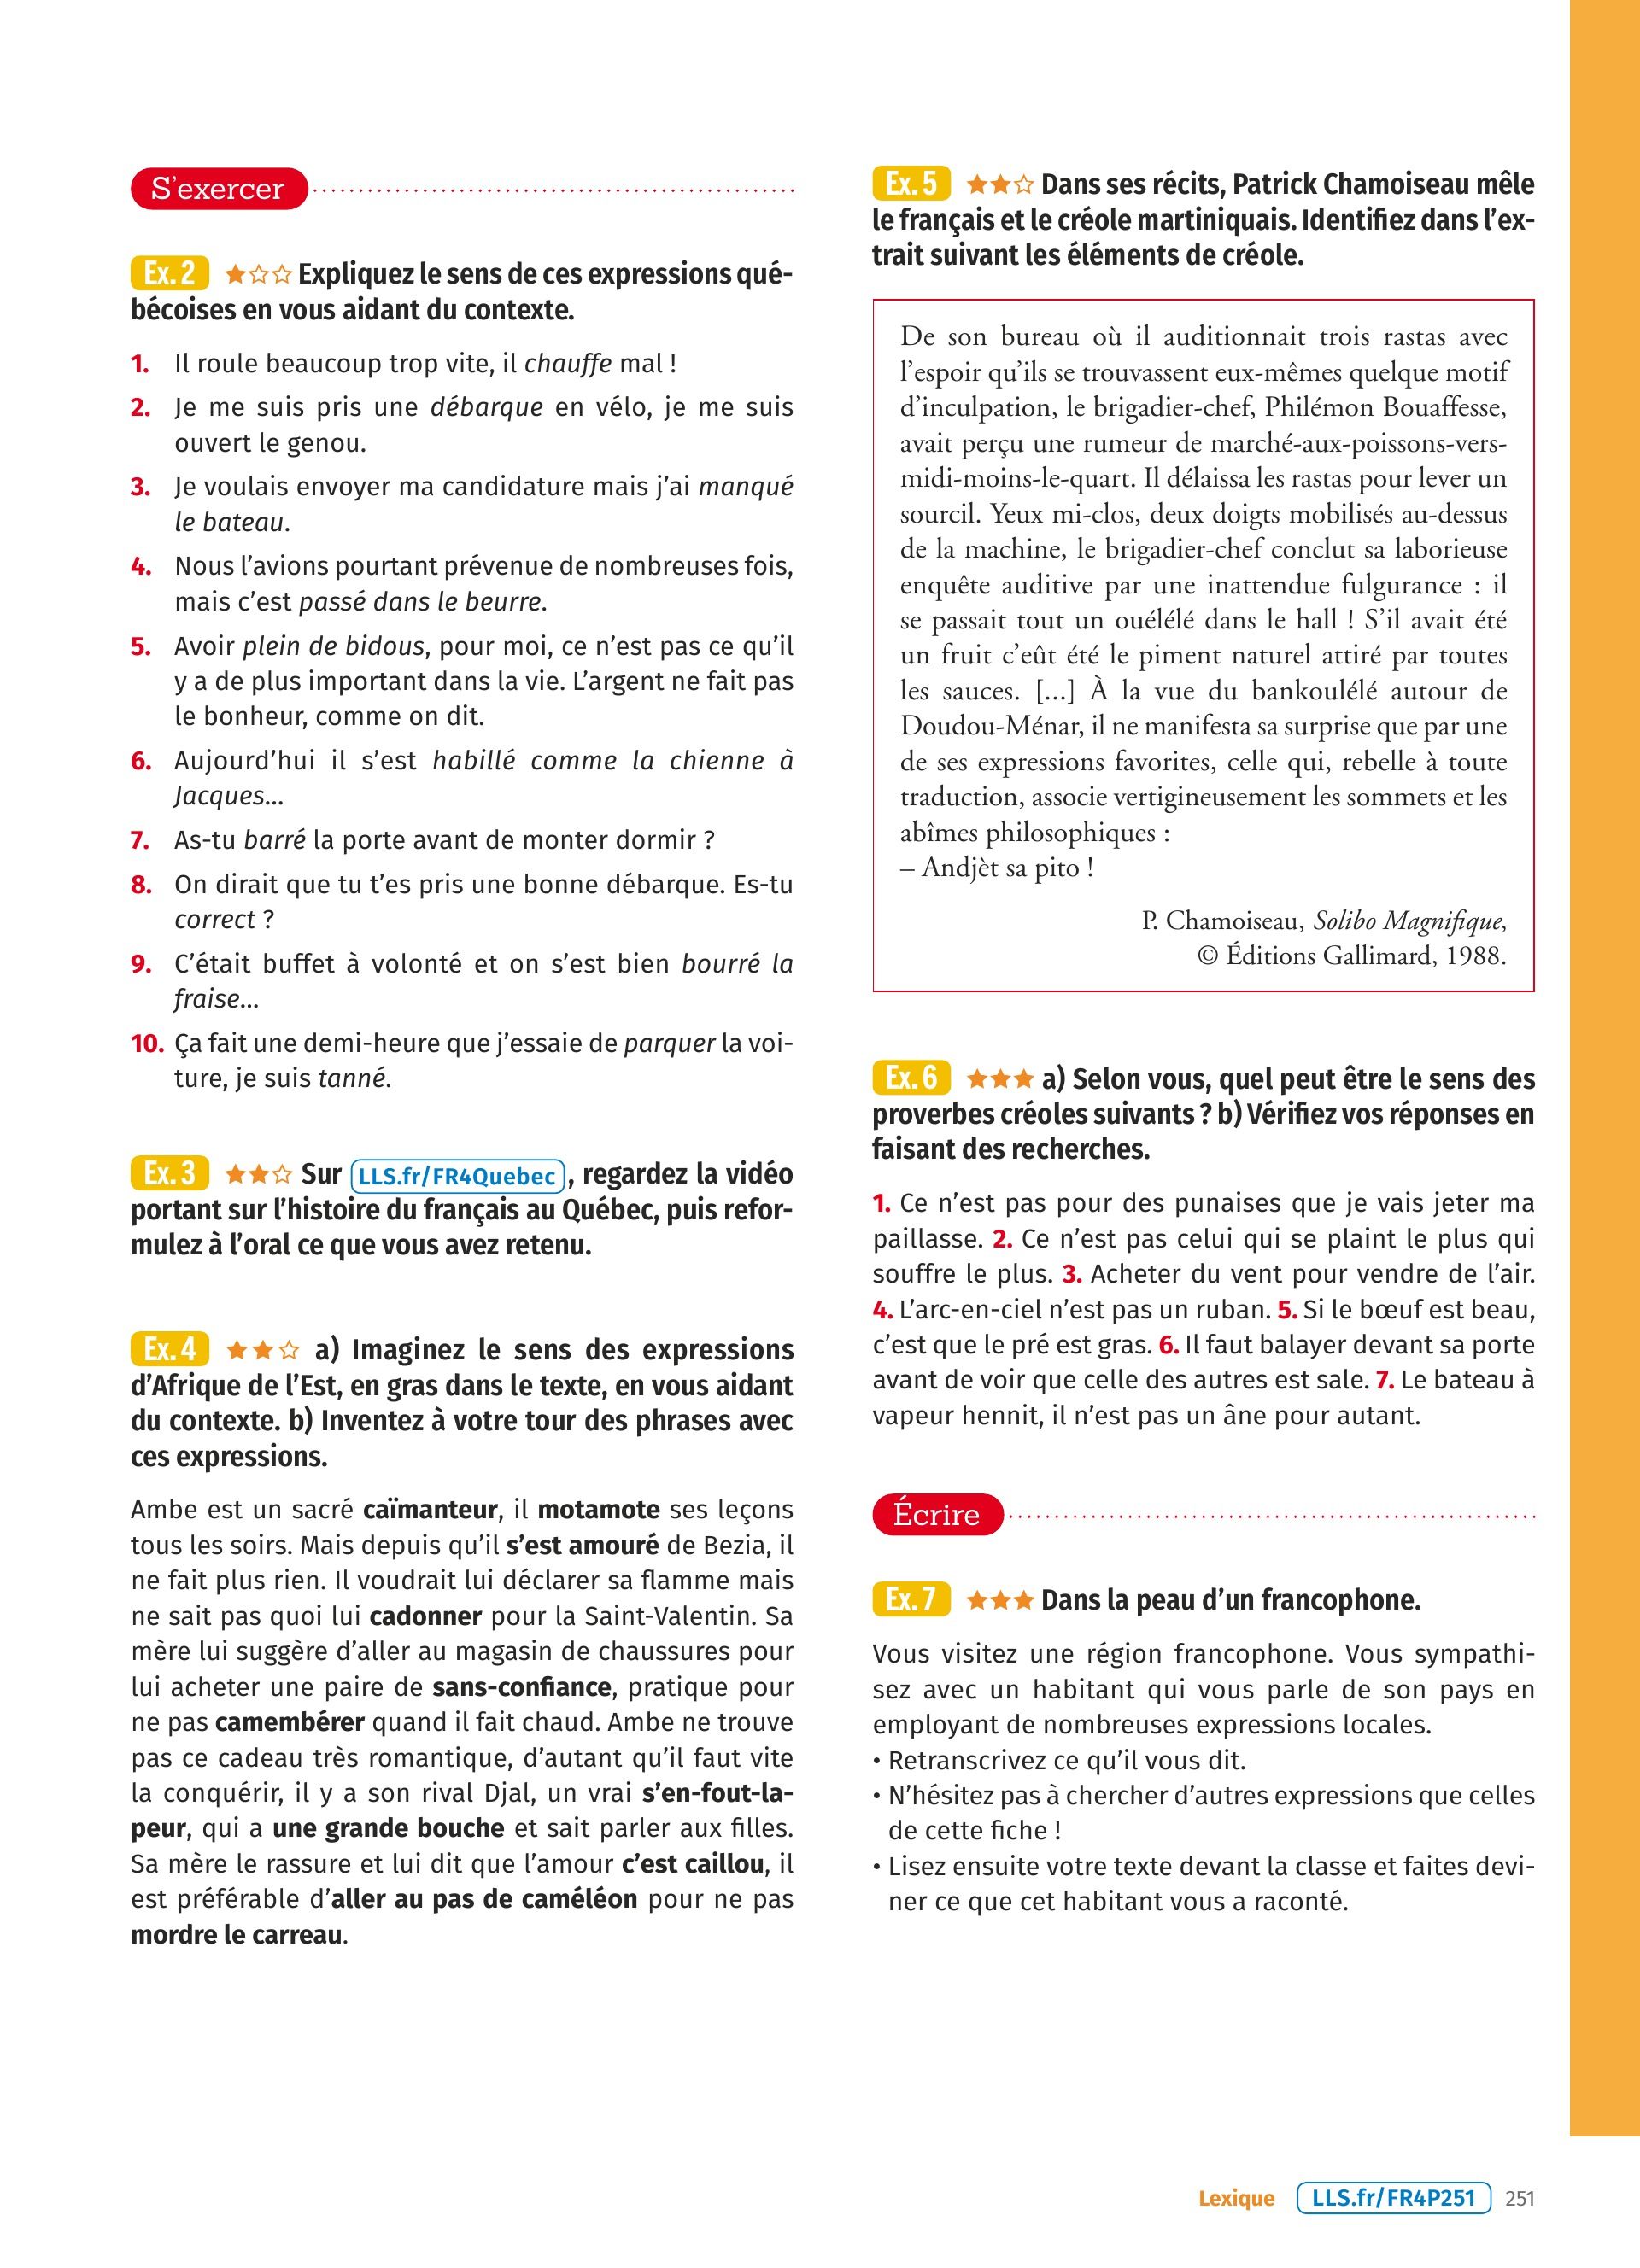 S'exercer
Ex. 2 ★☆☆ Expliquez le sens de ces expressions qué-
bécoises en vous aidant du contexte.
1. Il roule beaucoup trop vite, il chauffe mal !
2. Je me suis pris une débarque en vélo, je me suis
ouvert le genou.
3. Je voulais envoyer ma candidature mais j'ai manqué
le bateau.
4. Nous l'avions pourtant prévenue de nombreuses fois,
mais c'est passé dans le beurre.
5. Avoir plein de bidous, pour moi, ce n'est pas ce qu'il
y a de plus important dans la vie. L'argent ne fait pas
le bonheur, comme on dit.
6. Aujourd'hui il s'est habillé comme la chienne à
Jacques...
7. As-tu barré la porte avant de monter dormir ?
8. On dirait que tu t'es pris une bonne débarque. Es-tu
correct ?
9. C'était buffet à volonté et on s'est bien bourré la
fraise...
10. Ça fait une demi-heure que j'essaie de parquer la voi-
ture, je suis tanné.
Ex. 3 ★★☆ Sur LLS.fr/FR4Quebec, regardez la vidéo
portant sur l'histoire du français au Québec, puis refor-
mulez à l'oral ce que vous avez retenu.
Ex. 4 ★★☆ a) Imaginez le sens des expressions
d'Afrique de l'Est, en gras dans le texte, en vous aidant
du contexte. b) Inventez à votre tour des phrases avec
ces expressions.
Ambe est un sacré caïmanteur, il motamote ses leçons
tous les soirs. Mais depuis qu'il s'est amouré de Bezia, il
ne fait plus rien. Il voudrait lui déclarer sa flamme mais
ne sait pas quoi lui cadonner pour la Saint-Valentin. Sa
mère lui suggère d'aller au magasin de chaussures pour
lui acheter une paire de sans-confiance, pratique pour
ne pas camembérer quand il fait chaud. Ambe ne trouve
pas ce cadeau très romantique, d'autant qu'il faut vite
la conquérir, il y a son rival Djal, un vrai s'en-fout-la-
peur, qui a une grande bouche et sait parler aux filles.
Sa mère le rassure et lui dit que l'amour c'est caillou, il
est préférable d'aller au pas de caméléon pour ne pas
mordre le carreau.
Ex. 5 ★★☆ Dans ses récits, Patrick Chamoiseau mêle
le français et le créole martiniquais. Identifiez dans l'ex-
trait suivant les éléments de créole.
De son bureau où il auditionnait trois rastas avec
l'espoir qu'ils se trouvassent eux-mêmes quelque motif
d'inculpation, le brigadier-chef, Philémon Bouaffesse,
avait perçu une rumeur de marché-aux-poissons-vers-
midi-moins-le-quart. Il délaissa les rastas pour lever un
sourcil. Yeux mi-clos, deux doigts mobilisés au-dessus
de la machine, le brigadier-chef conclut sa laborieuse
enquête auditive par une inattendue fulgurance : il
se passait tout un ouélélé dans le hall ! S'il avait été
un fruit c'eût été le piment naturel attiré par toutes
les sauces. [...] À la vue du bankoulélé autour de
Doudou-Ménar, il ne manifesta sa surprise que par une
de ses expressions favorites, celle qui, rebelle à toute
traduction, associe vertigineusement les sommets et les
abîmes philosophiques :
– Andjèt sa pito !
P. Chamoiseau, Solibo Magnifique,
© Éditions Gallimard, 1988.
Ex. 6 ★★★ a) Selon vous, quel peut être le sens des
proverbes créoles suivants ? b) Vérifiez vos réponses en
faisant des recherches.
1. Ce n'est pas pour des punaises que je vais jeter ma
paillasse. 2. Ce n'est pas celui qui se plaint le plus qui
souffre le plus. 3. Acheter du vent pour vendre de l'air.
4. L'arc-en-ciel n'est pas un ruban. 5. Si le bœuf est beau,
c'est que le pré est gras. 6. Il faut balayer devant sa porte
avant de voir que celle des autres est sale. 7. Le bateau à
vapeur hennit, il n'est pas un âne pour autant.
Écrire
Ex. 7 ★★★ Dans la peau d'un francophone.
Vous visitez une région francophone. Vous sympathi-
sez avec un habitant qui vous parle de son pays en
employant de nombreuses expressions locales.
• Retranscrivez ce qu'il vous dit.
• N'hésitez pas à chercher d'autres expressions que celles
de cette fiche !
• Lisez ensuite votre texte devant la classe et faites devi-
ner ce que cet habitant vous a raconté.
Lexique LLS.fr/FR4P251 251